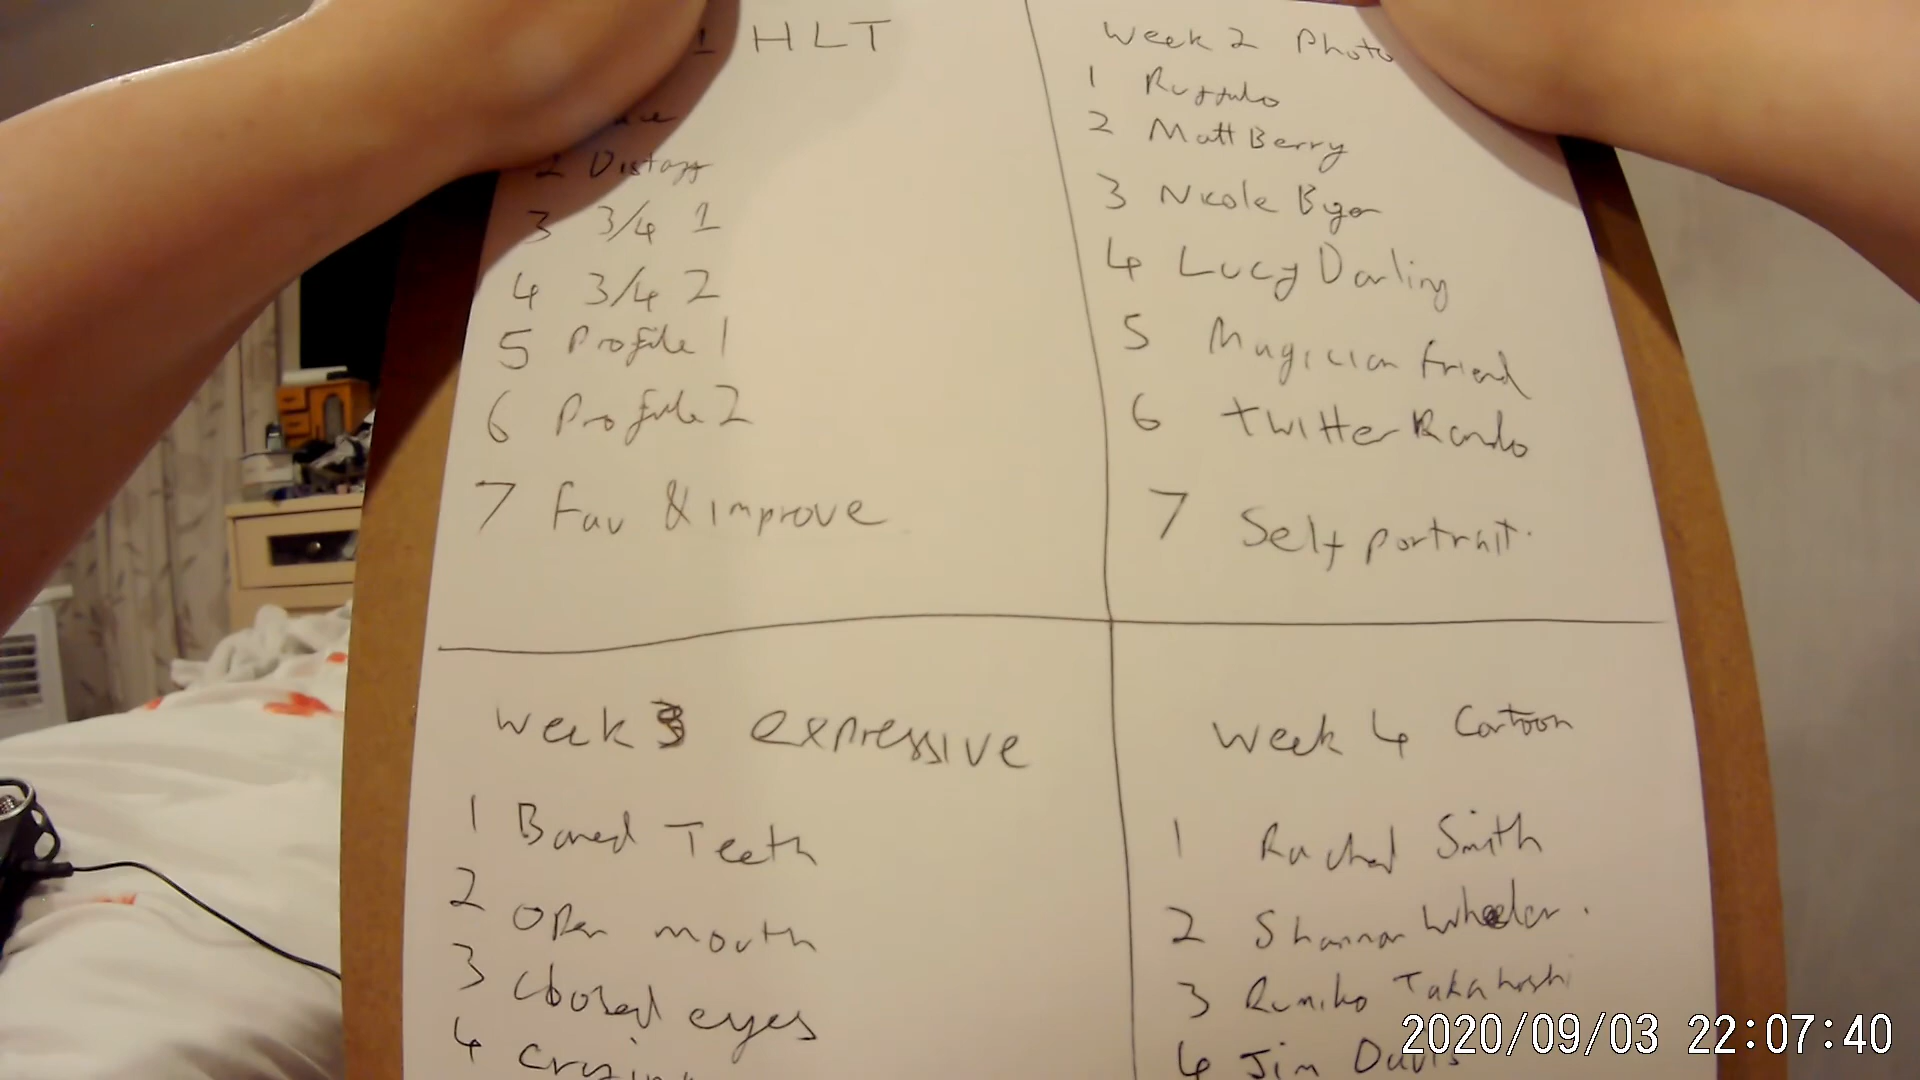 1 HLT
2 Distaff
3 3/4 1
4 3/4 2
5 Profile 1
6 Profile 2
7 Fav & improve
Week 2 Photo
1 Ruffulo
2 Matt Berry
3 Nicole Byer
4 Lucy Darling
5 Magician friend
6 Twitter Rando
7 Self portrait.
Week 3 expressive
1 Bared Teeth
2 Open mouth
3 Closed eyes
4
Week 4 Cartoon
1 Rachel Smith
2 Shannon Wheeler.
3 Rumiko Takahashi
4 Jim Davis
2020/09/03 22:07:40